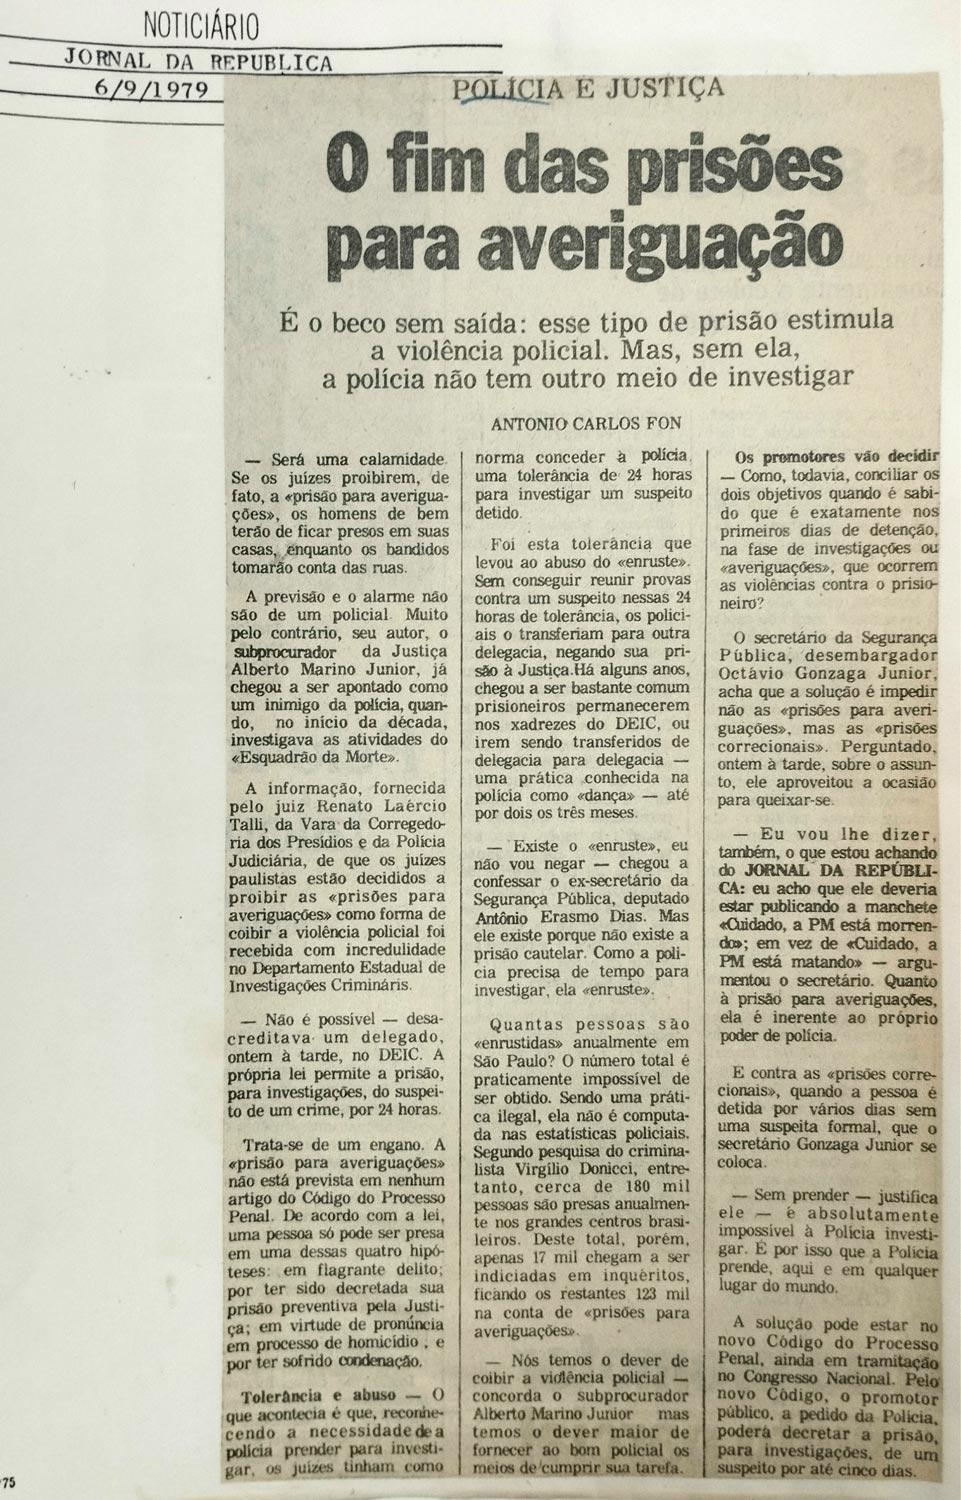 NOTICIÁRIO
JORNAL DA REPUBLICA
6/9/1979
POLÍCIA E JUSTIÇA
O fim das prisões
para averiguação
É o beco sem saída: esse tipo de prisão estimula
a violência policial. Mas, sem ela,
a polícia não tem outro meio de investigar
ANTONIO CARLOS FON
— Será uma calamidade.
Se os juízes proibirem, de
fato, a «prisão para averigua-
ções», os homens de bem
terão de ficar presos em suas
casas, enquanto os bandidos
tomarão conta das ruas.
A previsão e o alarme não
são de um policial. Muito
pelo contrário, seu autor, o
subprocurador da Justiça
Alberto Marino Junior, já
chegou a ser apontado como
um inimigo da polícia, quan-
do, no início da década,
investigava as atividades do
«Esquadrão da Morte».
A informação, fornecida
pelo juiz Renato Laércio
Talli, da Vara da Corregedo-
ria dos Presídios e da Polícia
Judiciária, de que os juízes
paulistas estão decididos a
proibir as «prisões para
averiguações» como forma de
coibir a violência policial foi
recebida com incredulidade
no Departamento Estadual de
Investigações Crimináris.
— Não é possível — desa-
creditava um delegado,
ontem à tarde, no DEIC. A
própria lei permite a prisão,
para investigações, do suspei-
to de um crime, por 24 horas.
Trata-se de um engano. A
«prisão para averiguações»
não está prevista em nenhum
artigo do Código do Processo
Penal. De acordo com a lei,
uma pessoa só pode ser presa
em uma dessas quatro hipó-
teses: em flagrante delito;
por ter sido decretada sua
prisão preventiva pela Justi-
ça; em virtude de pronúncia
em processo de homicídio , e
por ter sofrido condenação.
Tolerância e abuso — O
que acontecia é que, reconhe-
cendo a necessidade de a
polícia prender para investi-
gar, os juízes tinham como
norma conceder à polícia
uma tolerância de 24 horas
para investigar um suspeito
detido.
Foi esta tolerância que
levou ao abuso do «enruste».
Sem conseguir reunir provas
contra um suspeito nessas 24
horas de tolerância, os polici-
ais o transferiam para outra
delegacia, negando sua pri-
são à Justiça.Há alguns anos,
chegou a ser bastante comum
prisioneiros permanecerem
nos xadrezes do DEIC, ou
irem sendo transferidos de
delegacia para delegacia —
uma prática conhecida na
polícia como «dança» — até
por dois os três meses.
— Existe o «enruste», eu
não vou negar — chegou a
confessar o ex-secretário da
Segurança Pública, deputado
Antônio Erasmo Dias. Mas
ele existe porque não existe a
prisão cautelar. Como a polí-
cia precisa de tempo para
investigar, ela «enruste».
Quantas pessoas são
«enrustidas» anualmente em
São Paulo? O número total é
praticamente impossível de
ser obtido. Sendo uma práti-
ca ilegal, ela não é computa-
da nas estatísticas policiais.
Segundo pesquisa do crimina-
lista Virgílio Donicci, entre-
tanto, cerca de 180 mil
pessoas são presas anualmen-
te nos grandes centros brasi-
leiros. Deste total, porém,
apenas 17 mil chegam a ser
indiciadas em inquéritos,
ficando os restantes 123 mil
na conta de «prisões para
averiguações».
— Nós temos o dever de
coibir a violência policial —
concorda o subprocurador
Alberto Marino Junior mas
temos o dever maior de
fornecer ao bom policial os
meios de cumprir sua tarefa.
Os promotores vão decidir
— Como, todavia, conciliar os
dois objetivos quando é sabi-
do que é exatamente nos
primeiros dias de detenção,
na fase de investigações ou
«averiguações», que ocorrem
as violências contra o prisio-
neiro?
O secretário da Segurança
Pública, desembargador
Octávio Gonzaga Junior,
acha que a solução é impedir
não as «prisões para averi-
guações», mas as «prisões
correcionais». Perguntado,
ontem à tarde, sobre o assun-
to, ele aproveitou a ocasião
para queixar-se.
— Eu vou lhe dizer,
também, o que estou achando
do JORNAL DA REPÚBLI-
CA: eu acho que ele deveria
estar publicando a manchete
«Cuidado, a PM está morren-
do»; em vez de «Cuidado, a
PM está matando» — argu-
mentou o secretário. Quanto
à prisão para averiguações,
ela é inerente ao próprio
poder de polícia.
E contra as «prisões corre-
cionais», quando a pessoa é
detida por vários dias sem
uma suspeita formal, que o
secretário Gonzaga Junior se
coloca.
— Sem prender — justifica
ele — é absolutamente
impossível à Polícia investi-
gar. É por isso que a Polícia
prende, aqui e em qualquer
lugar do mundo.
A solução pode estar no
novo Código do Processo
Penal, ainda em tramitação
no Congresso Nacional. Pelo
novo Código, o promotor
público, a pedido da Polícia,
poderá decretar a prisão,
para investigações, de um
suspeito por até cinco dias.
75